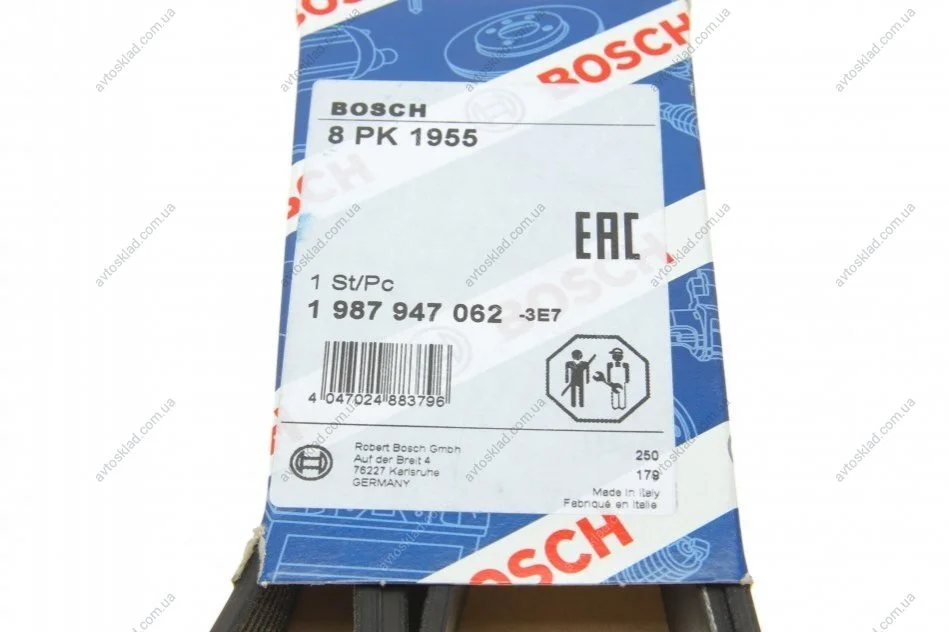 BOSCH
BOSCH
BOSCH
8 PK 1955
EAC
1 St/Pc
1 987 947 062 -3E7
4 047024 883796
Robert Bosch Gmbh
Auf der Breit 4
76227 Karlsruhe
GERMANY
250
179
Made in Italy
Fabriqué en Italie
BOSCH
avtosklad.com.ua